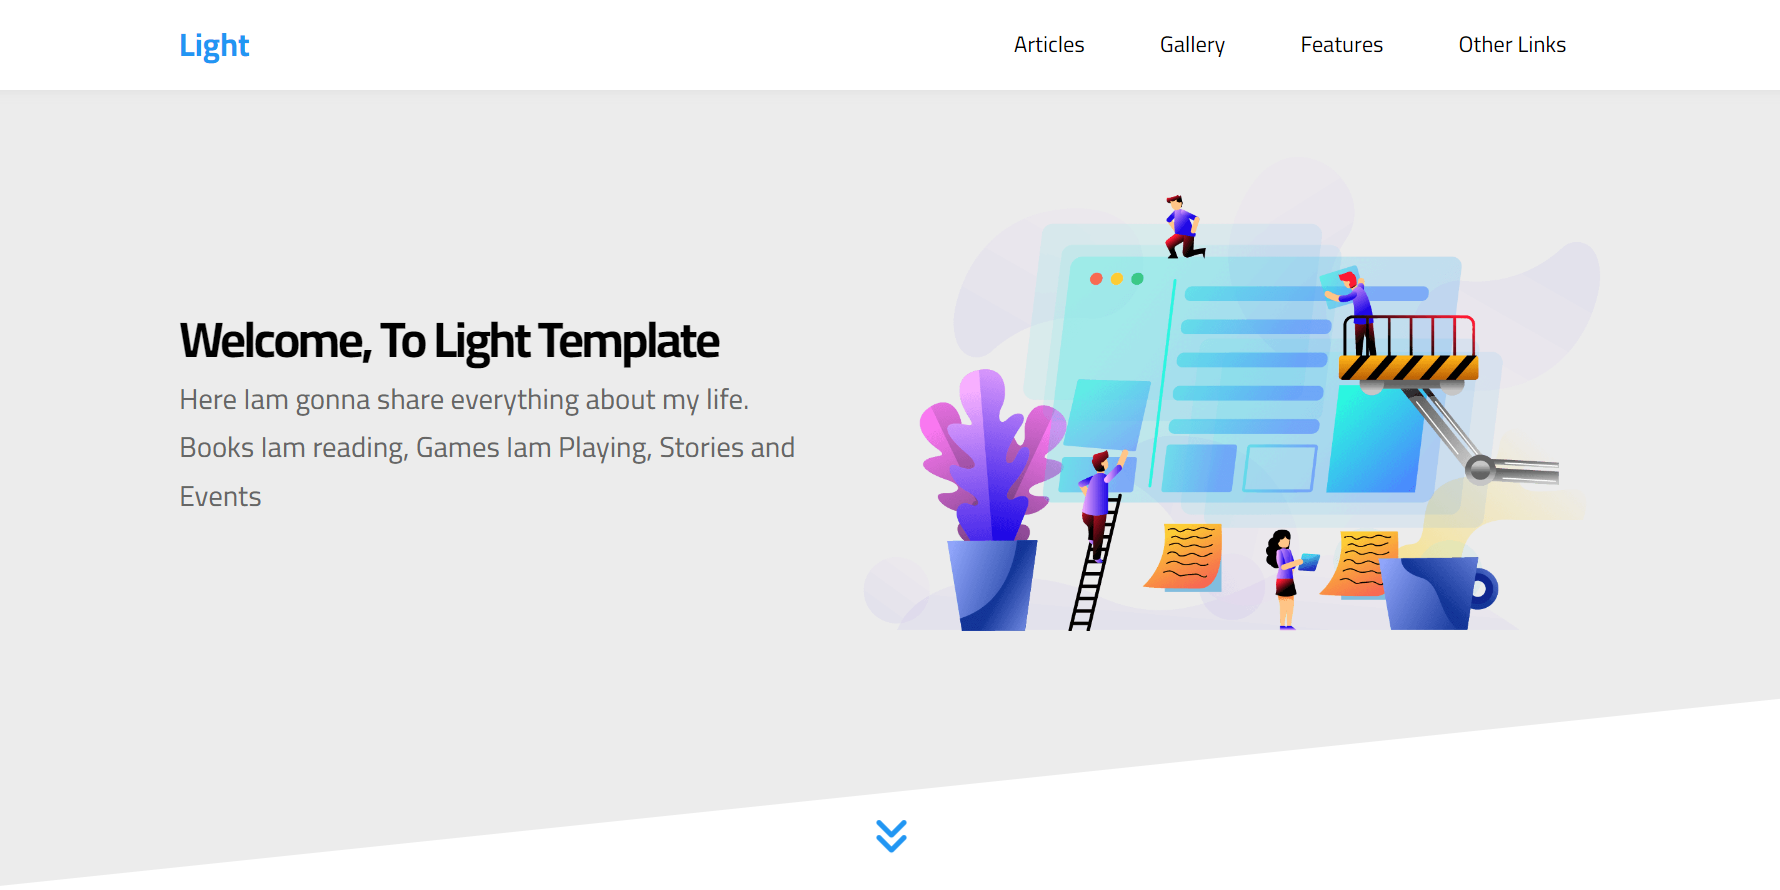 Light
Articles Gallery Features Other Links
Welcome, To Light Template
Here Iam gonna share everything about my life.
Books Iam reading, Games Iam Playing, Stories and
Events